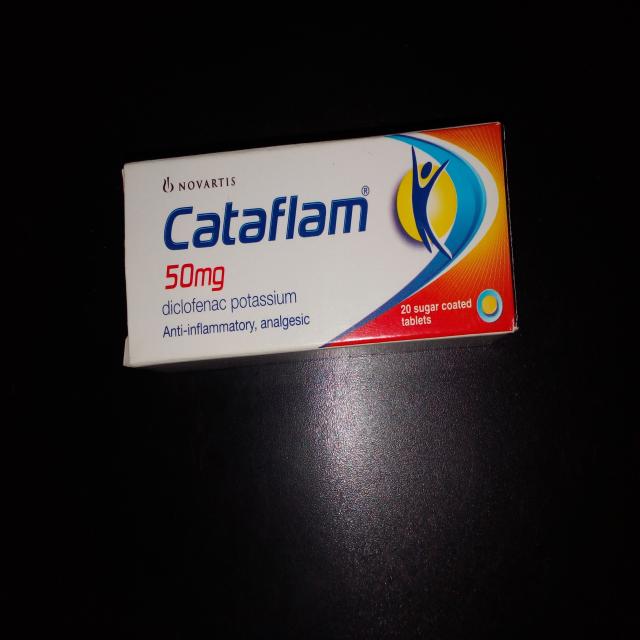 NOVARTIS
Cataflam®
50mg
diclofenac potassium
Anti-inflammatory, analgesic
20 sugar coated
tablets